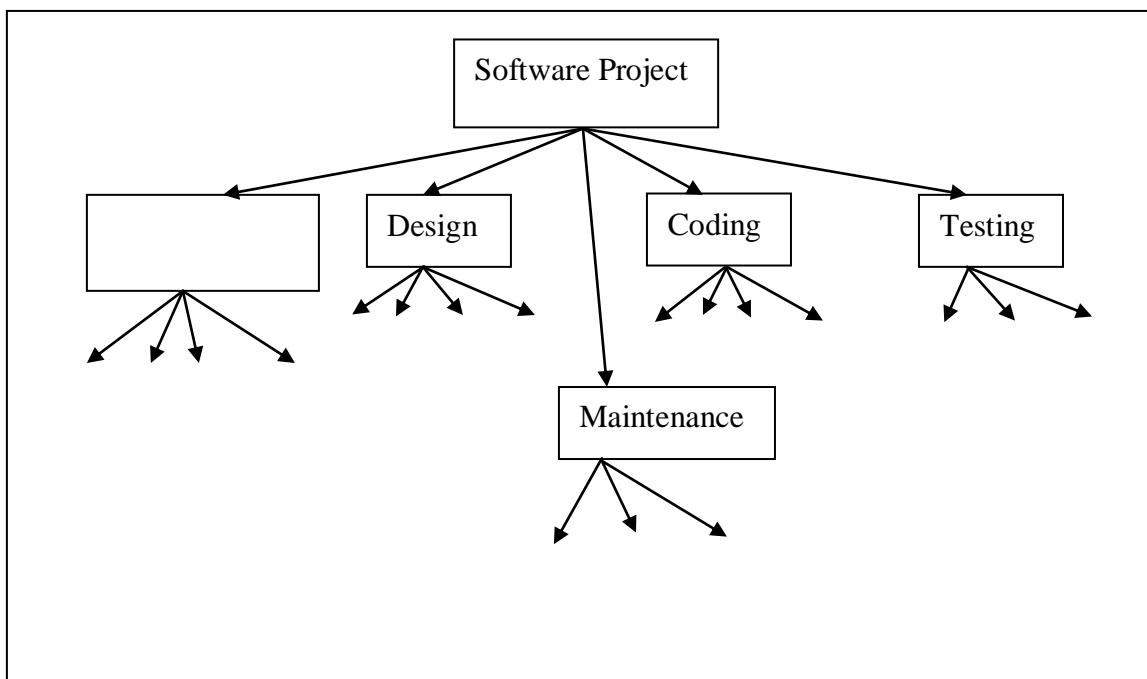 Software Project
Design
Coding
Testing
Maintenance